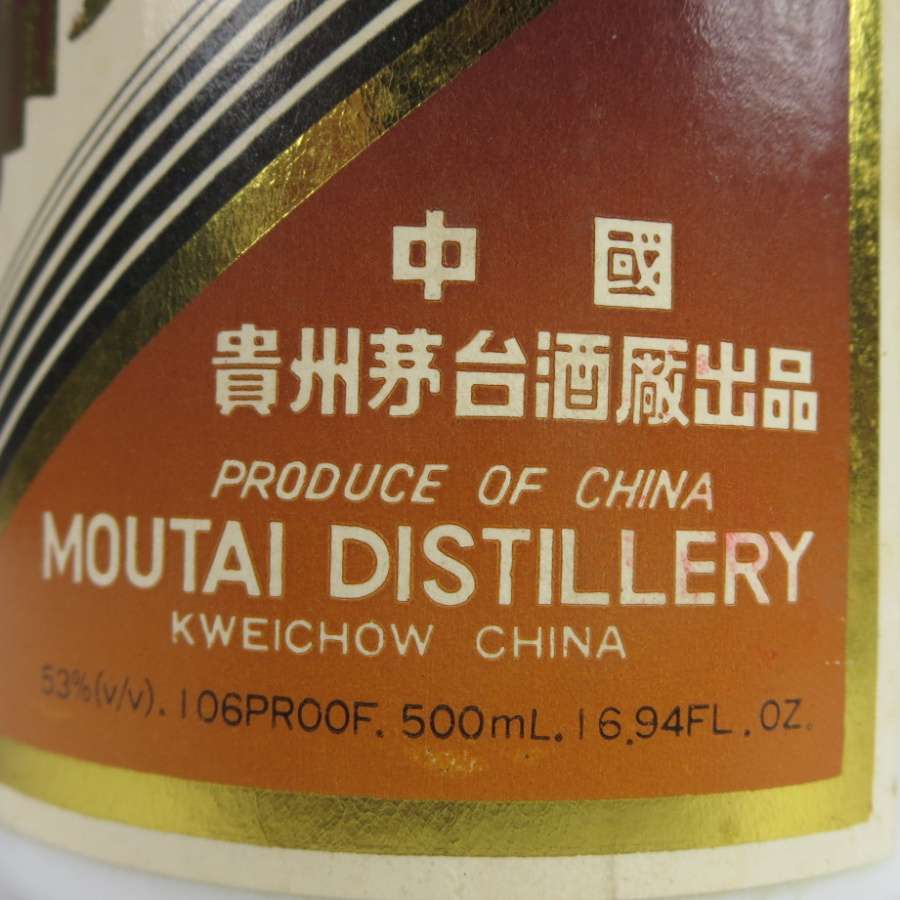 中國
貴州茅台酒廠出品
PRODUCE OF CHINA
MOUTAI DISTILLERY
KWEICHOW CHINA
53%(v/v). 106PROOF. 500mL. 16.94FL.OZ.